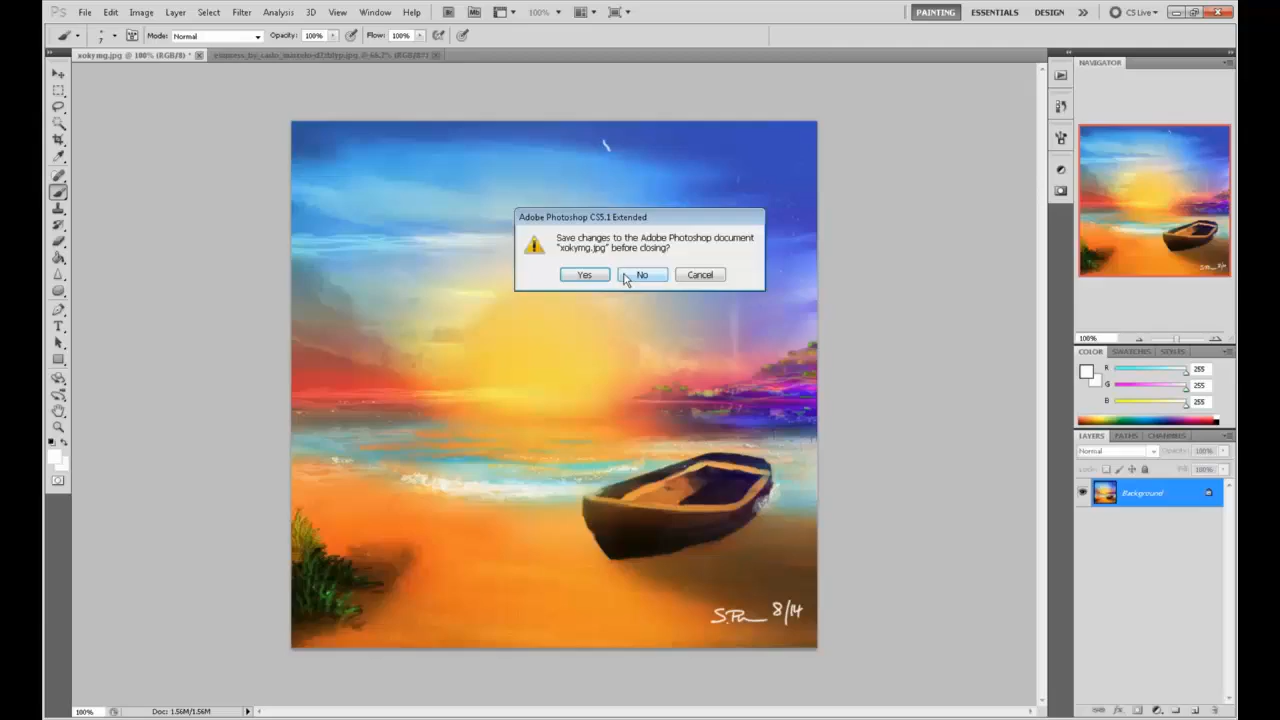 Ps File Edit Image Layer Select Filter Analysis 3D View Window Help Mb 100% PAINTING ESSENTIALS DESIGN CS Live
7 Mode: Normal Opacity: 100% Flow: 100%
xokymg.jpg @ 100% (RGB/8) *
NAVIGATOR
Adobe Photoshop CS5.1 Extended
Save changes to the Adobe Photoshop document
"xokymg.jpg" before closing?
Yes No Cancel
100%
COLOR SWATCHES STYLES
R 255
G 255
B 255
LAYERS PATHS CHANNELS
Normal Opacity: 100%
Lock: Fill: 100%
Background
8/14
100% Doc: 1.56M/1.56M